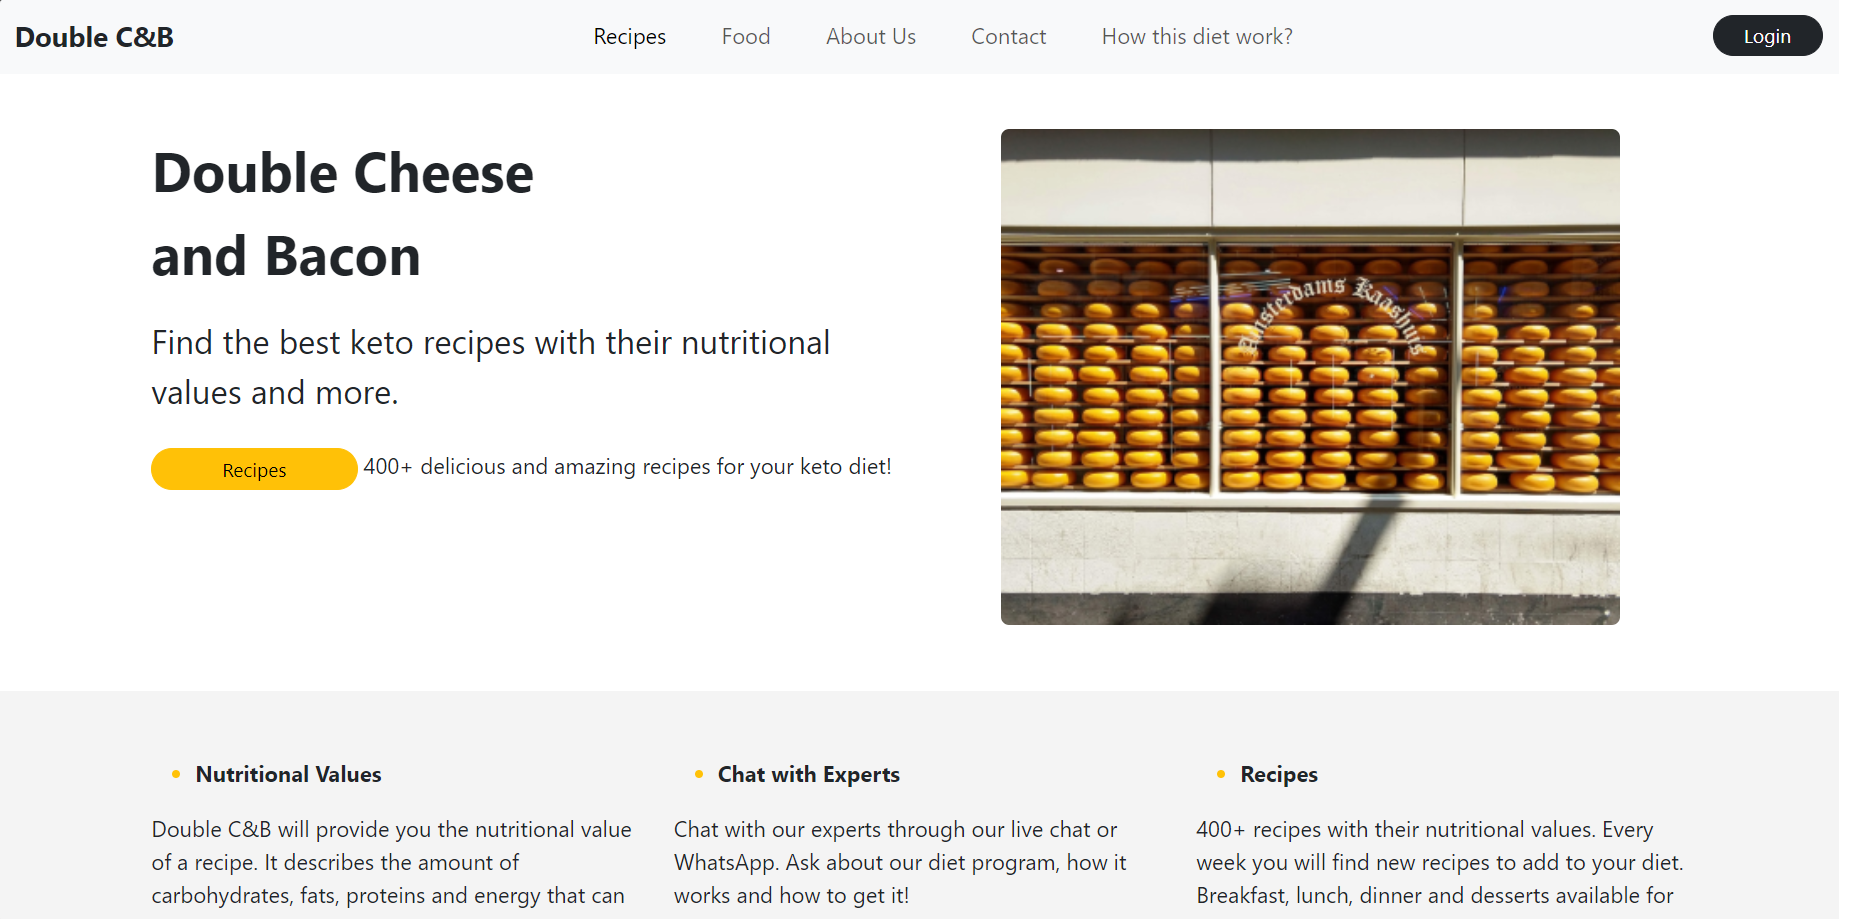 Double C&B
Recipes
Food
About Us
Contact
How this diet work?
Login
Double Cheese
and Bacon
Find the best keto recipes with their nutritional
values and more.
Recipes
400+ delicious and amazing recipes for your keto diet!
Amsterdams Kaashuis
Nutritional Values
Double C&B will provide you the nutritional value
of a recipe. It describes the amount of
carbohydrates, fats, proteins and energy that can
Chat with Experts
Chat with our experts through our live chat or
WhatsApp. Ask about our diet program, how it
works and how to get it!
Recipes
400+ recipes with their nutritional values. Every
week you will find new recipes to add to your diet.
Breakfast, lunch, dinner and desserts available for